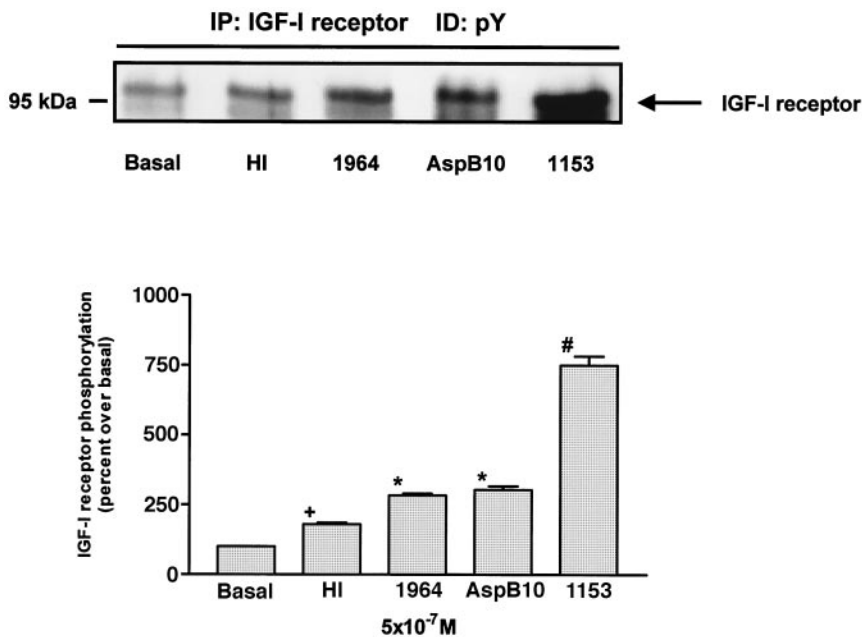 IP: IGF-I receptor ID: pY
95 kDa
IGF-I receptor
Basal HI 1964 AspB10 1153
IGF-I receptor phosphorylation
(percent over basal)
1000
750
500
250
0
+
*
*
#
Basal HI 1964 AspB10 1153
5x10⁻⁷M